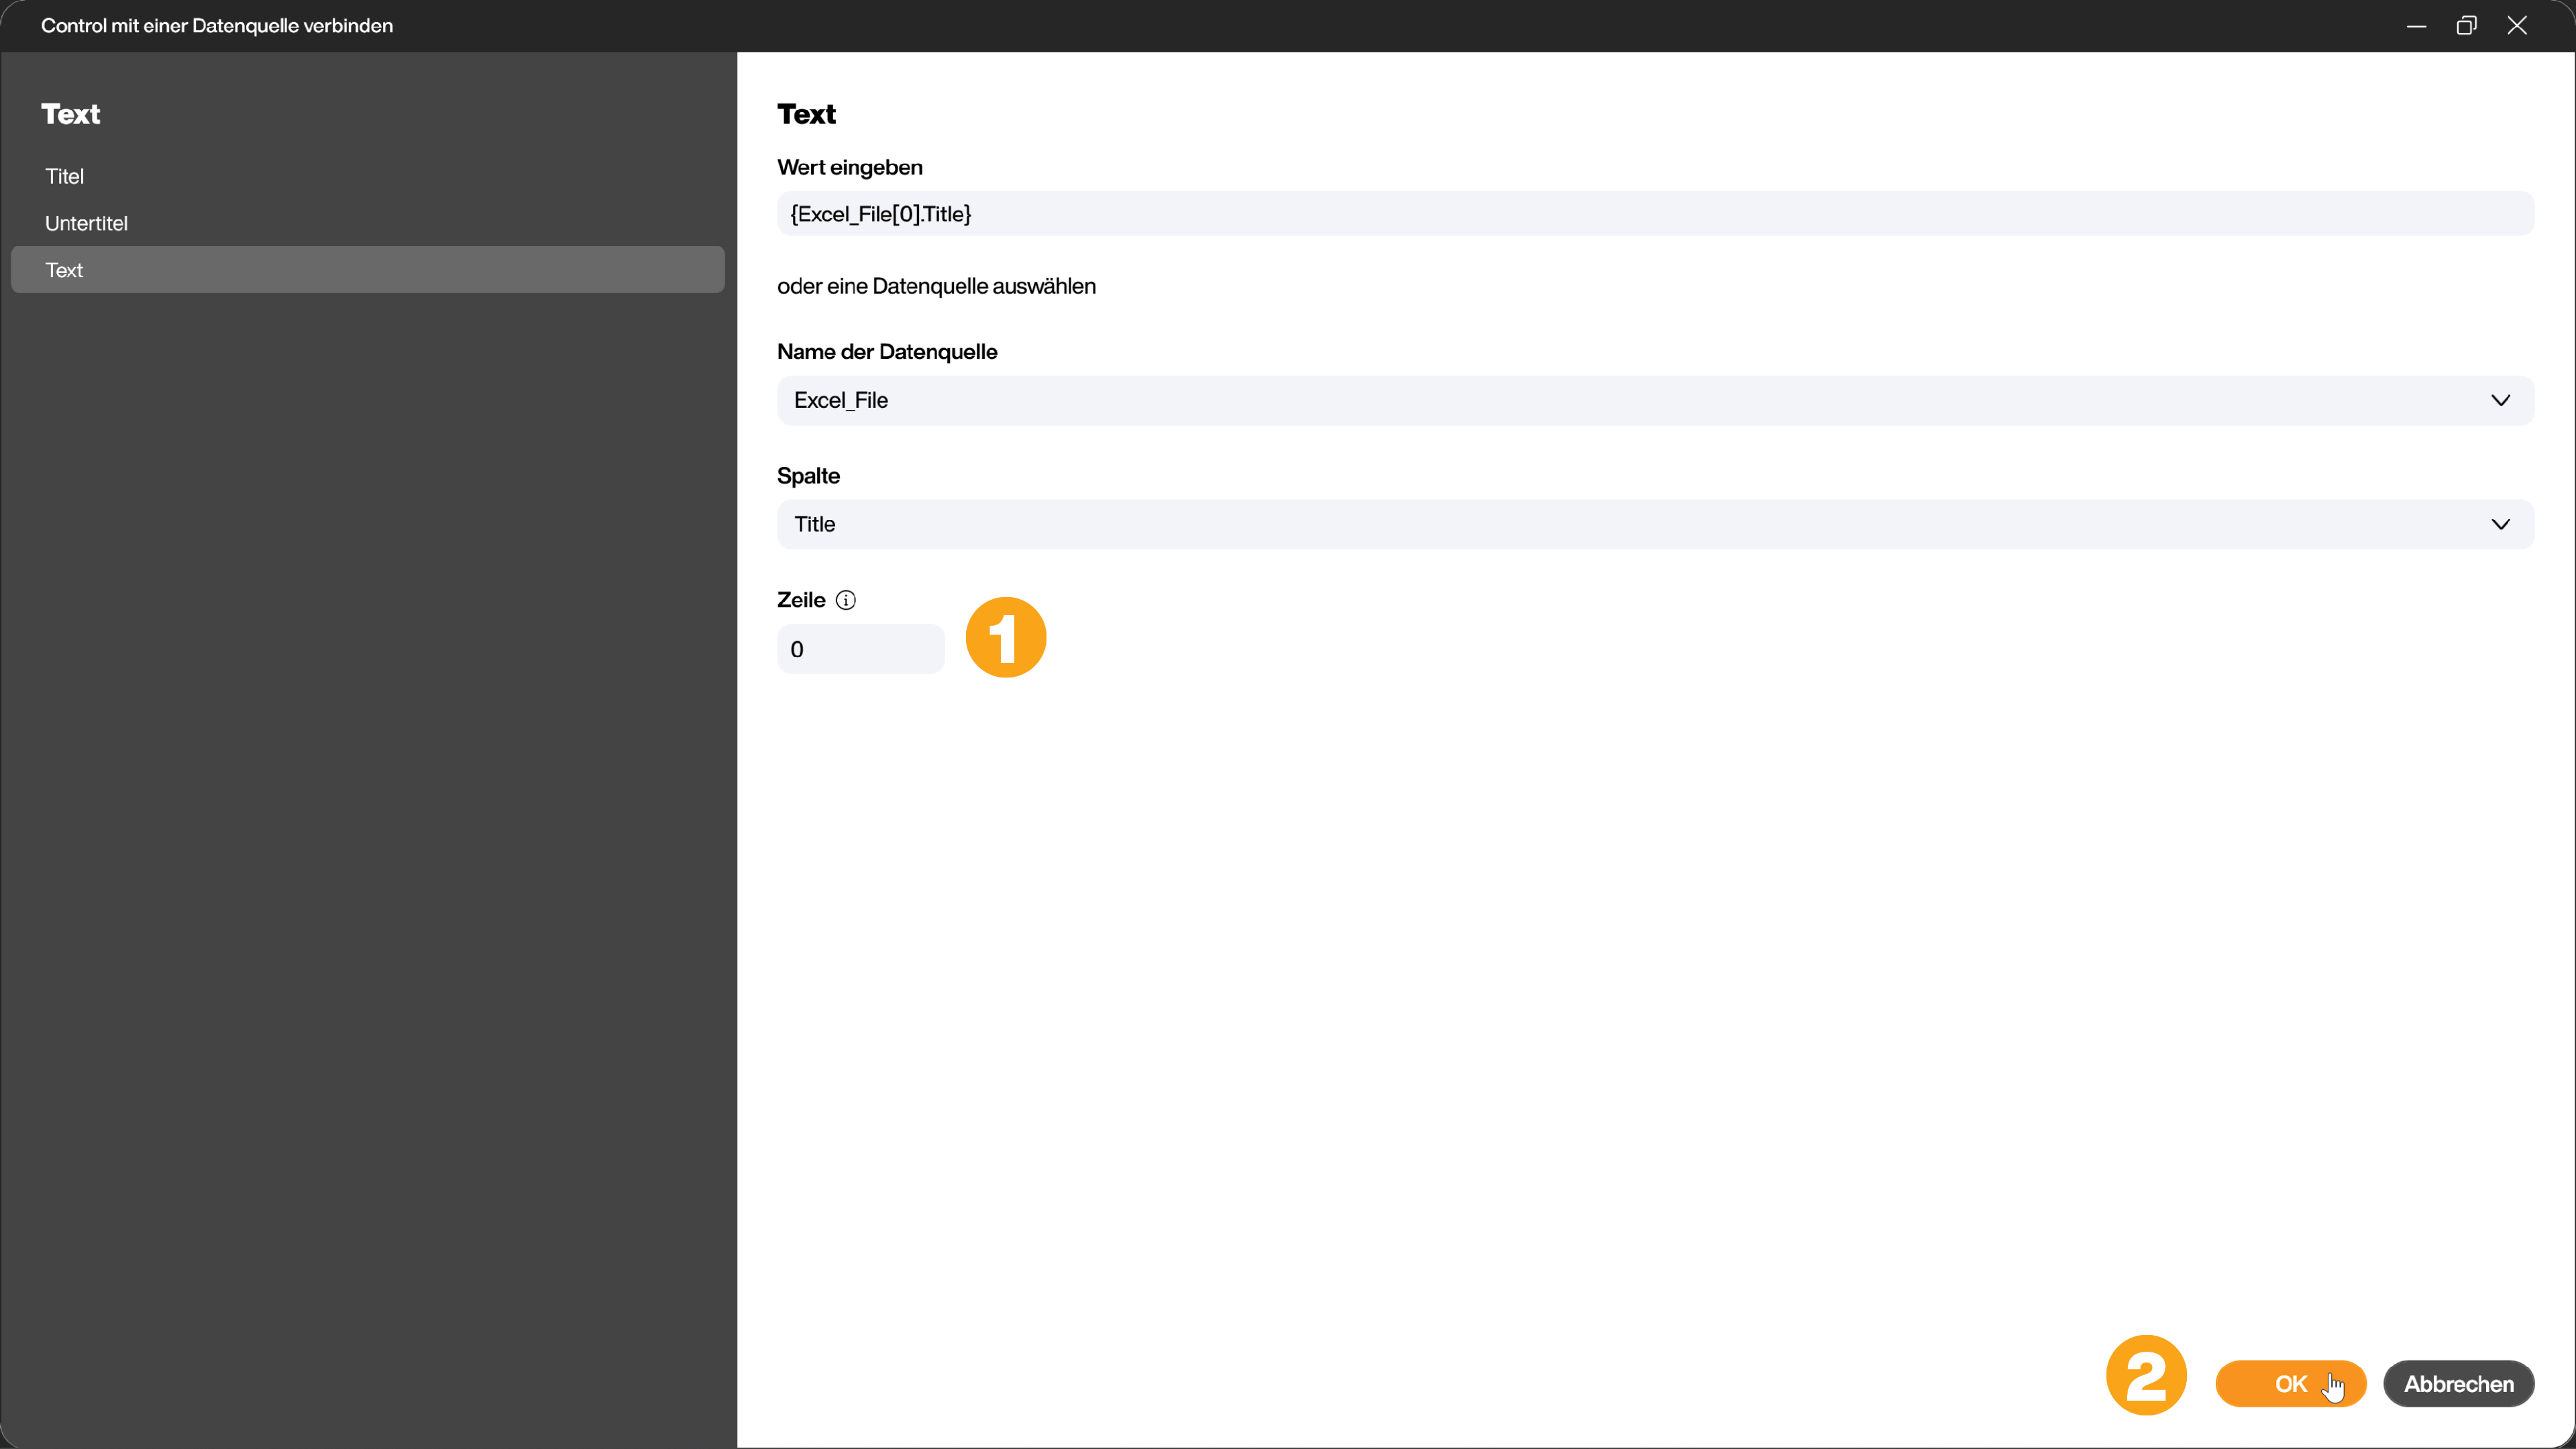 Control mit einer Datenquelle verbinden
Text
Titel
Untertitel
Text
Text
Wert eingeben
{Excel_File[0].Title}
oder eine Datenquelle auswählen
Name der Datenquelle
Excel_File
Spalte
Title
Zeile
0
1
2
OK
Abbrechen